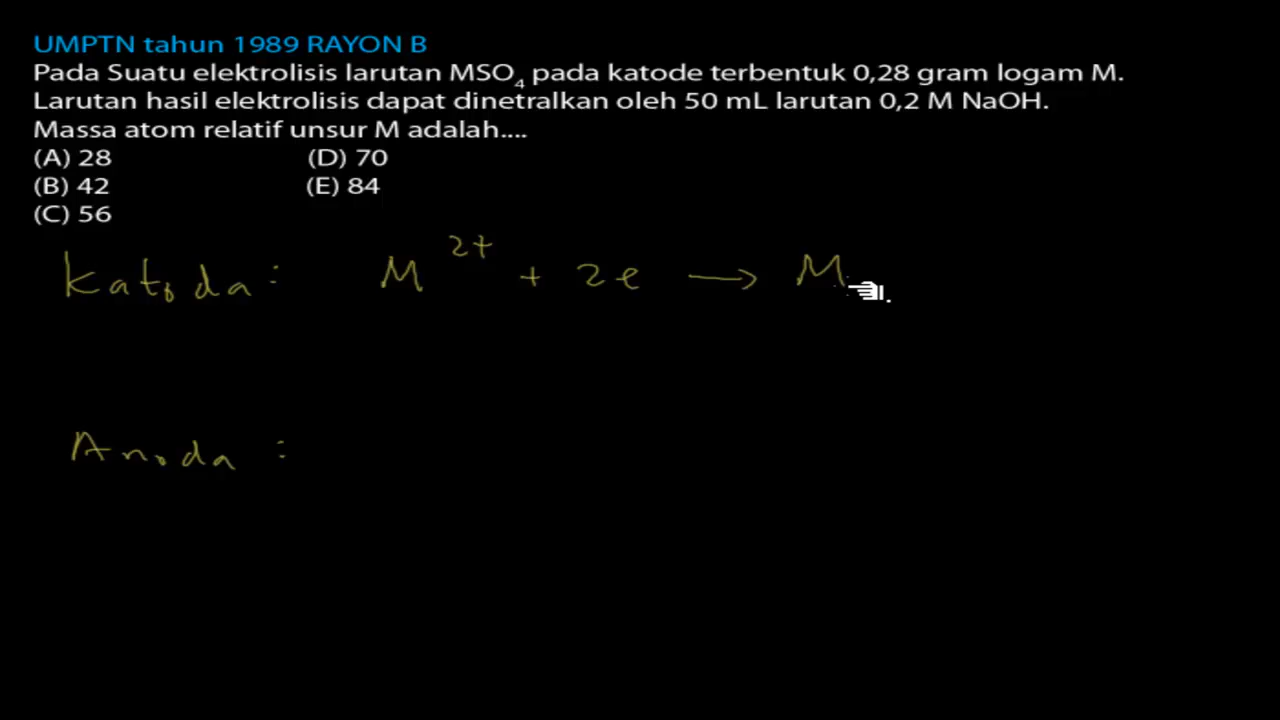 UMPTN tahun 1989 RAYON B
Pada Suatu elektrolisis larutan MSO₄ pada katode terbentuk 0,28 gram logam M.
Larutan hasil elektrolisis dapat dinetralkan oleh 50 mL larutan 0,2 M NaOH.
Massa atom relatif unsur M adalah....
(A) 28 (D) 70
(B) 42 (E) 84
(C) 56
Katoda : M²⁺ + 2e → M
Anoda :